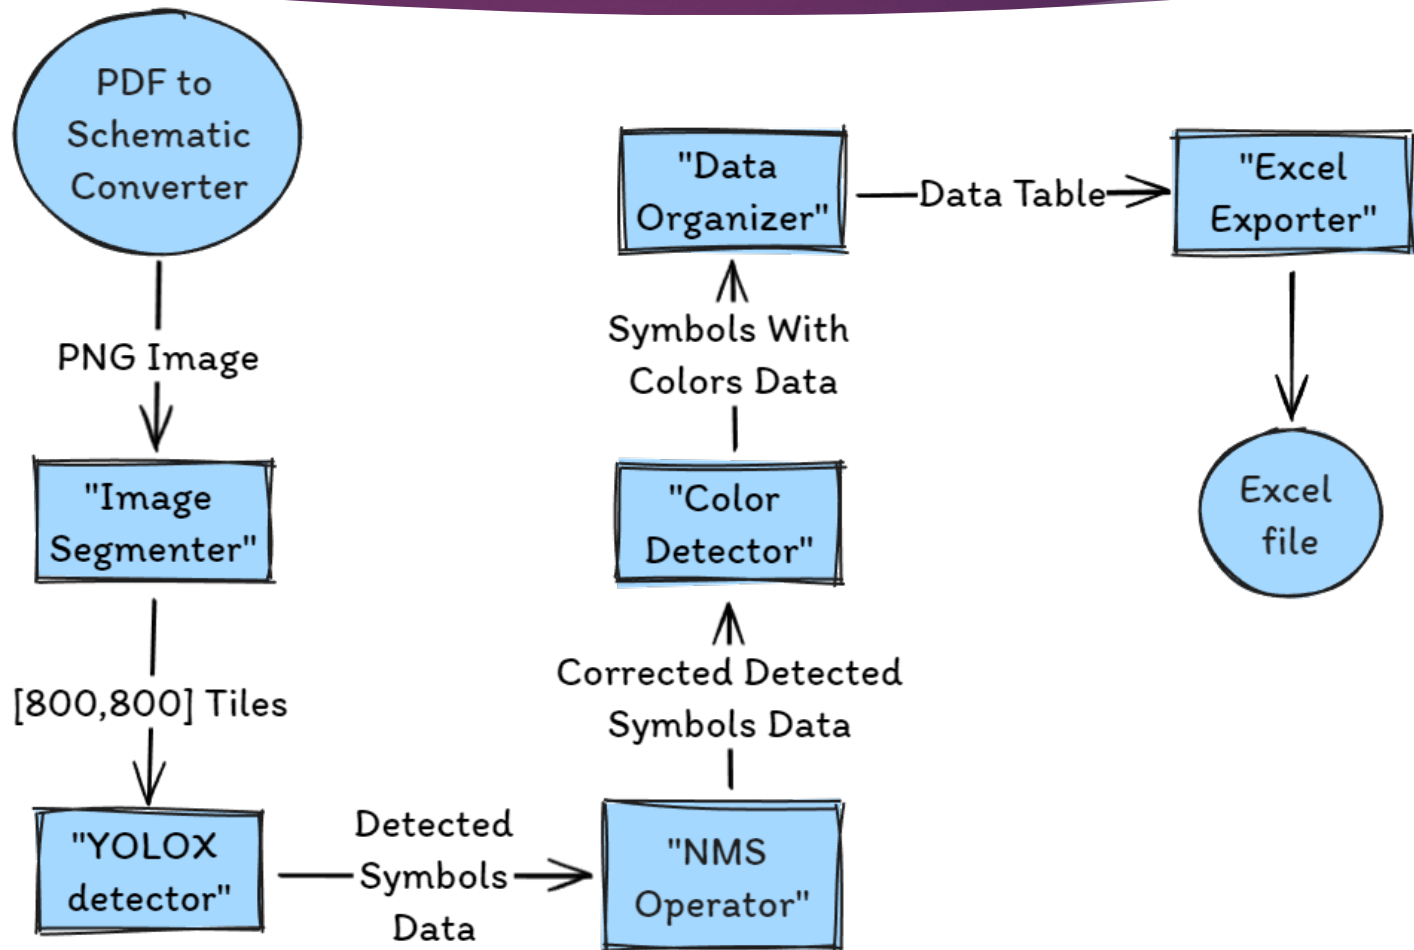 PDF to
Schematic
Converter
PNG Image
"Image
Segmenter"
[800,800] Tiles
"YOLOX
detector"
Detected
Symbols
Data
"NMS
Operator"
Corrected Detected
Symbols Data
"Color
Detector"
Symbols With
Colors Data
"Data
Organizer"
Data Table
"Excel
Exporter"
Excel
file